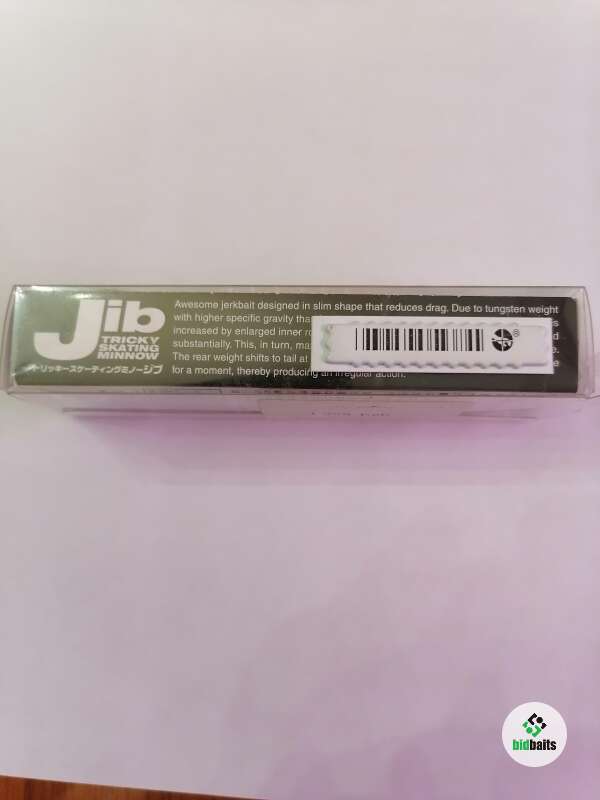 Jib
TRICKY
SKATING
MINNOW
トリッキースケーティングミノージブ
Awesome jerkbait designed in slim shape that reduces drag. Due to tungsten weight
with higher specific gravity tha
increased by enlarged inner ro
substantially. This, in turn, ma
The rear weight shifts to tail at
for a moment, thereby producing an irregular action.
bidbaits